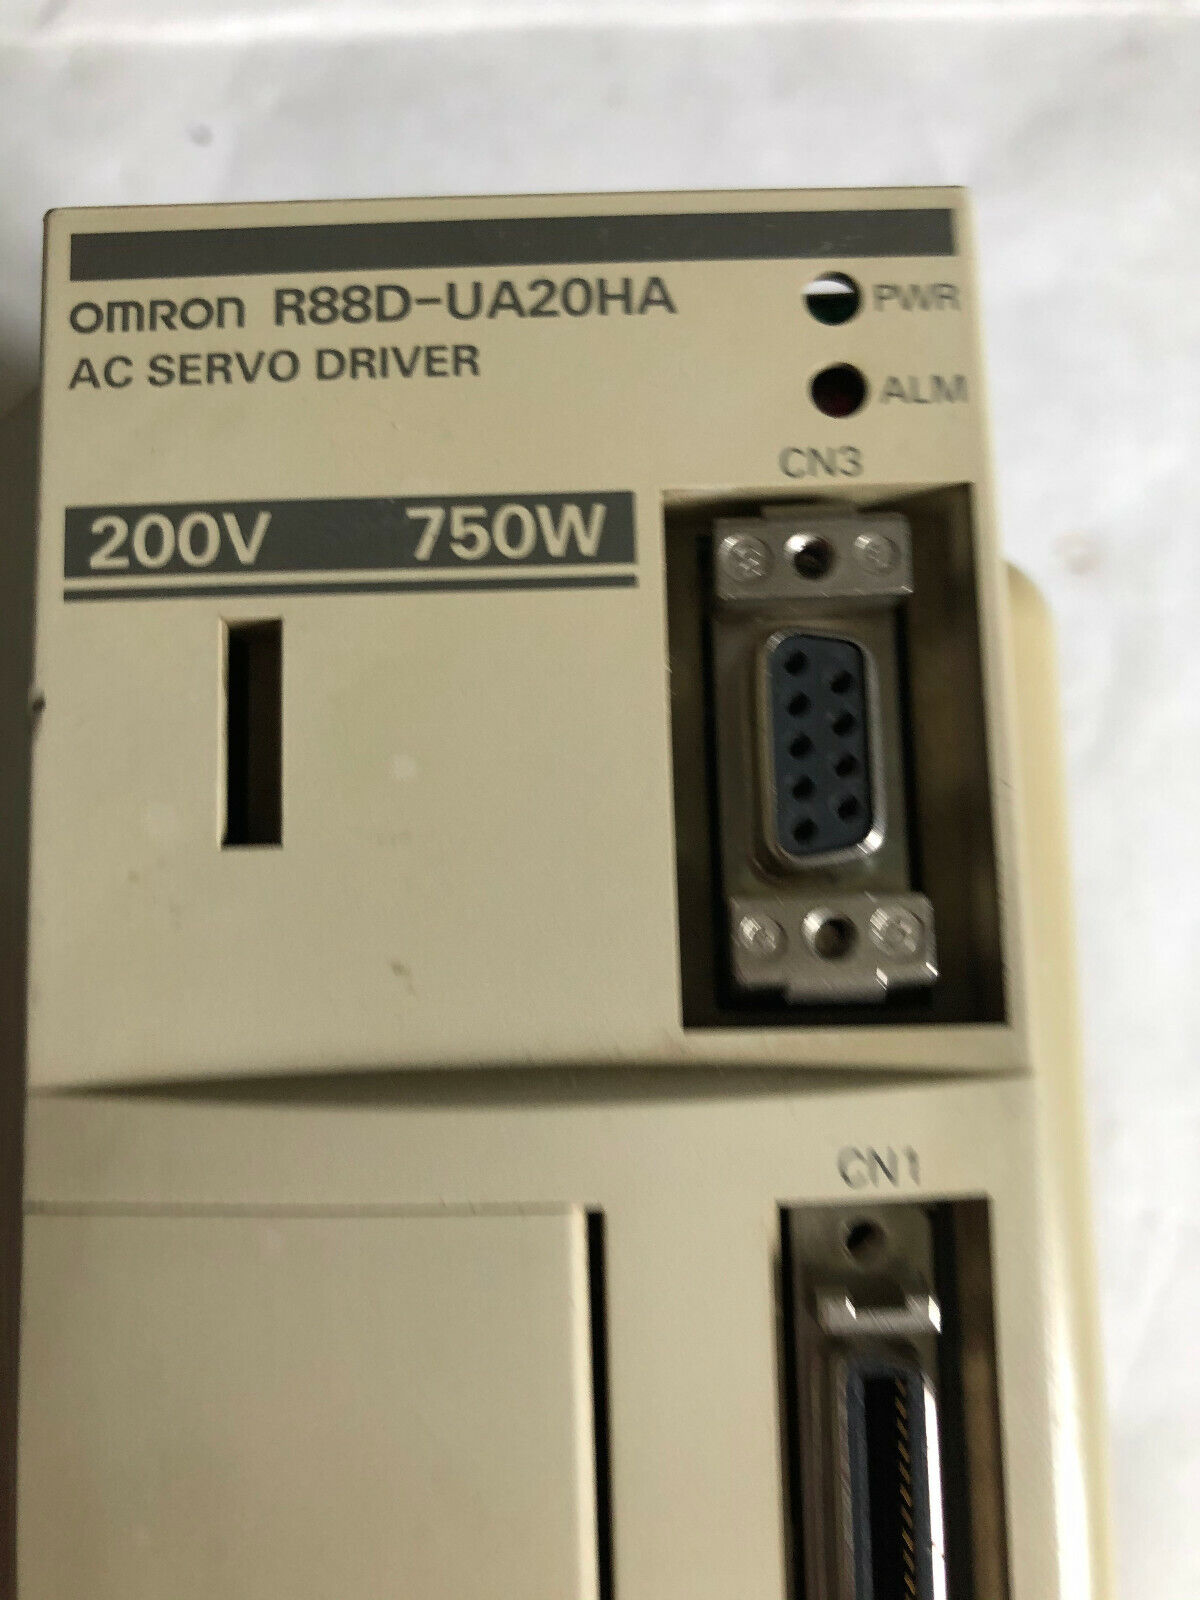 omron R88D-UA20HA
AC SERVO DRIVER
PWR
ALM
CN3
200V 750W
CN1